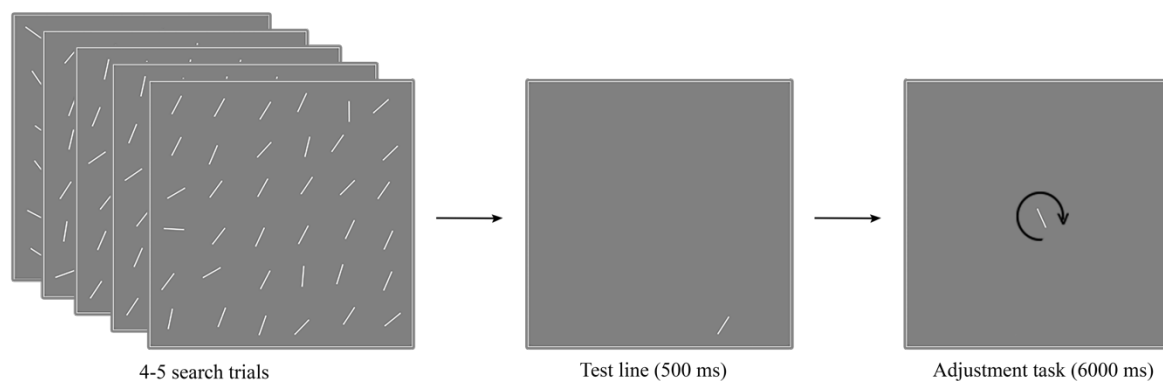 4-5 search trials
Test line (500 ms)
Adjustment task (6000 ms)